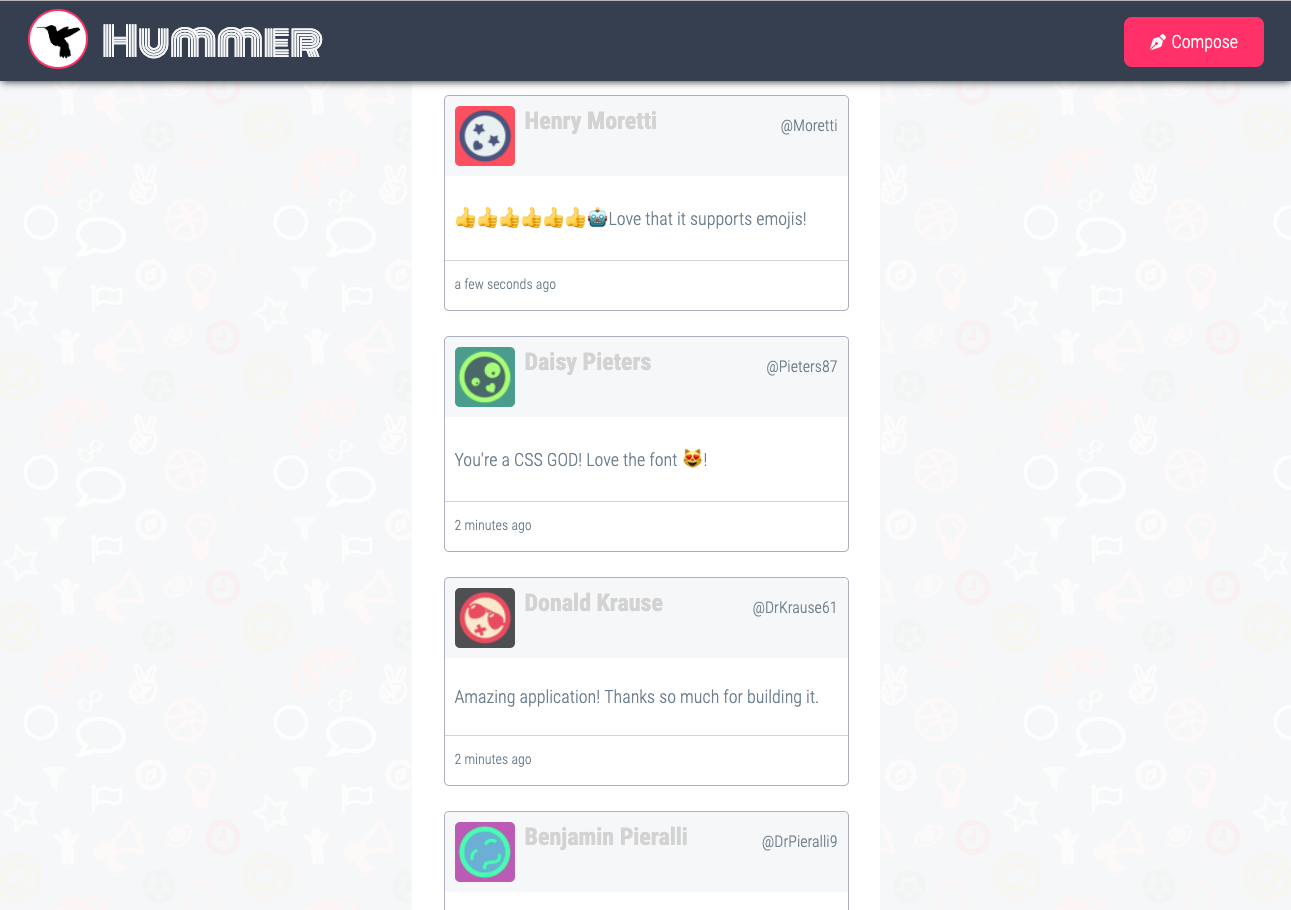 Hummer
Compose
Henry Moretti
@Moretti
👍👍👍👍👍👍🤖Love that it supports emojis!
a few seconds ago
Daisy Pieters
@Pieters87
You're a CSS GOD! Love the font 😻!
2 minutes ago
Donald Krause
@DrKrause61
Amazing application! Thanks so much for building it.
2 minutes ago
Benjamin Pieralli
@DrPieralli9